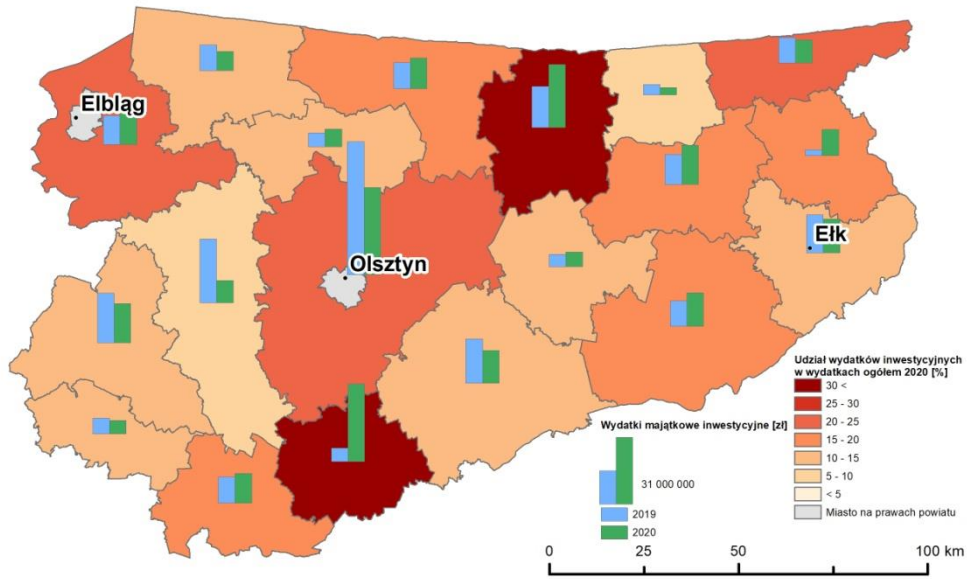 Elbląg
Olsztyn
Ełk
Udział wydatków inwestycyjnych
w wydatkach ogółem 2020 [%]
30 <
25 - 30
20 - 25
15 - 20
10 - 15
5 - 10
< 5
Miasto na prawach powiatu
Wydatki majątkowe inwestycyjne [zł]
31 000 000
2019
2020
0 25 50 100 km